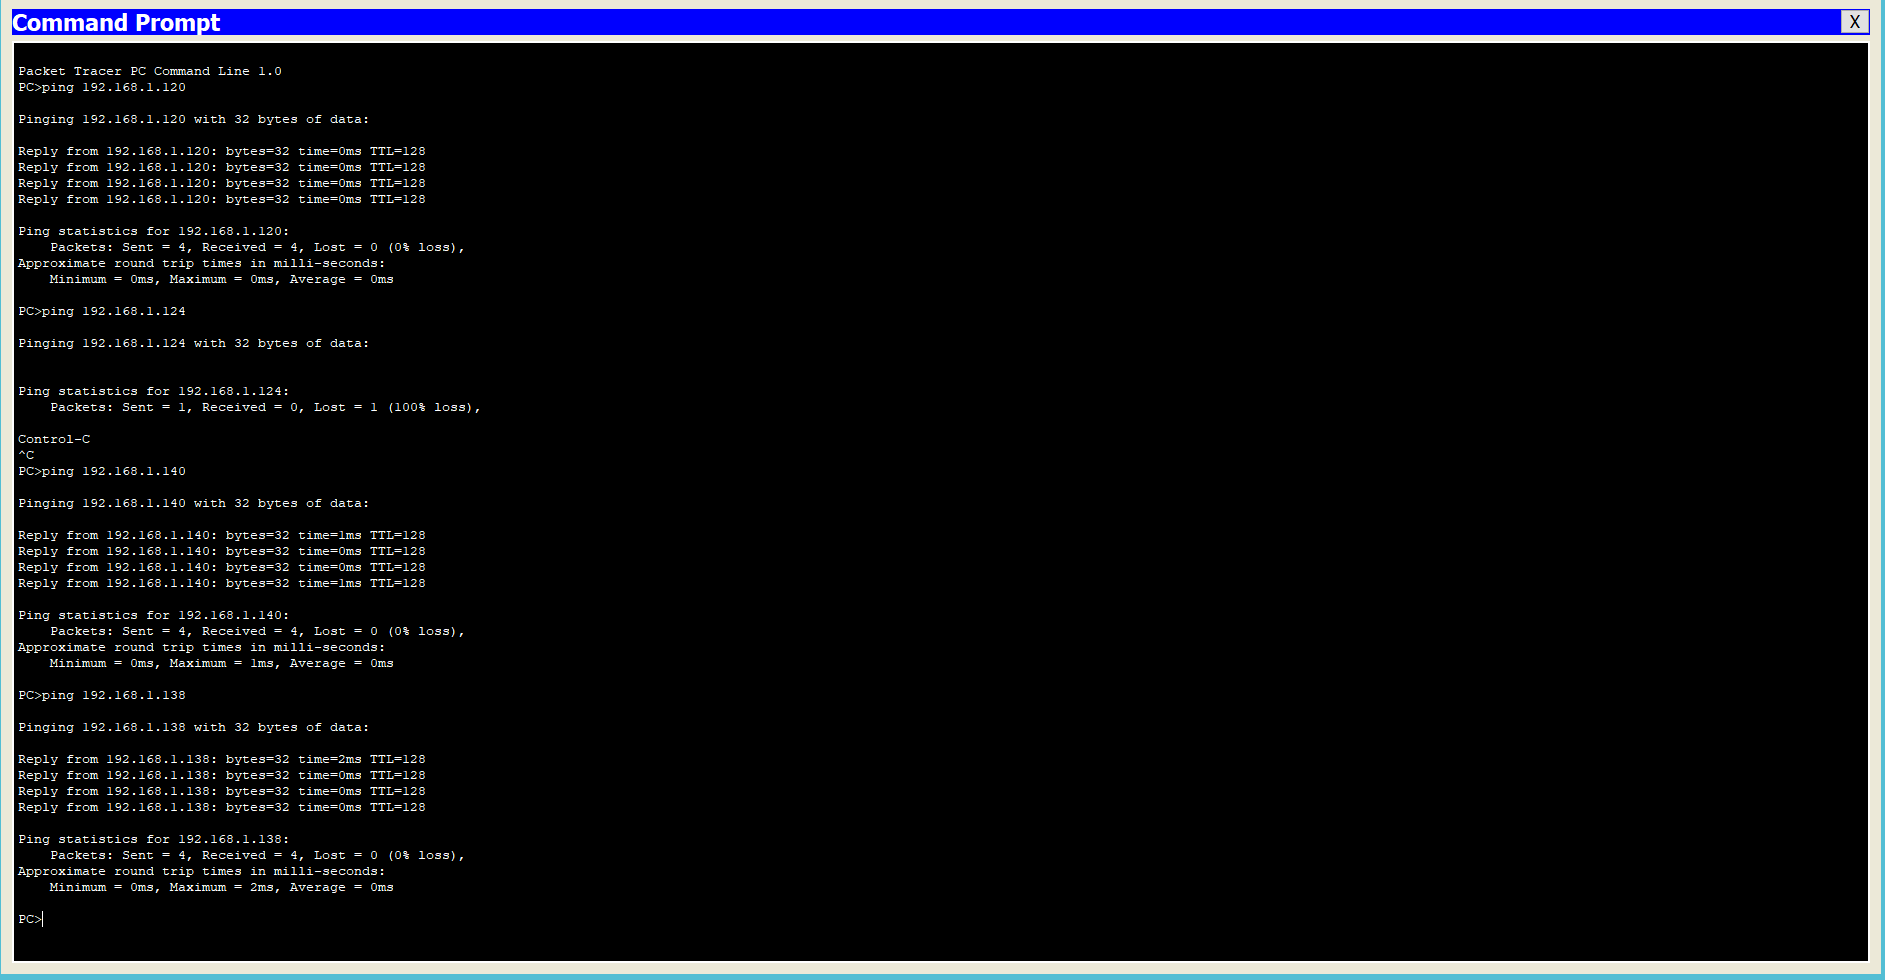 Command Prompt
X
Packet Tracer PC Command Line 1.0
PC>ping 192.168.1.120
Pinging 192.168.1.120 with 32 bytes of data:
Reply from 192.168.1.120: bytes=32 time=0ms TTL=128
Reply from 192.168.1.120: bytes=32 time=0ms TTL=128
Reply from 192.168.1.120: bytes=32 time=0ms TTL=128
Reply from 192.168.1.120: bytes=32 time=0ms TTL=128
Ping statistics for 192.168.1.120:
Packets: Sent = 4, Received = 4, Lost = 0 (0% loss),
Approximate round trip times in milli-seconds:
Minimum = 0ms, Maximum = 0ms, Average = 0ms
PC>ping 192.168.1.124
Pinging 192.168.1.124 with 32 bytes of data:
Ping statistics for 192.168.1.124:
Packets: Sent = 1, Received = 0, Lost = 1 (100% loss),
Control-C
^C
PC>ping 192.168.1.140
Pinging 192.168.1.140 with 32 bytes of data:
Reply from 192.168.1.140: bytes=32 time=1ms TTL=128
Reply from 192.168.1.140: bytes=32 time=0ms TTL=128
Reply from 192.168.1.140: bytes=32 time=0ms TTL=128
Reply from 192.168.1.140: bytes=32 time=1ms TTL=128
Ping statistics for 192.168.1.140:
Packets: Sent = 4, Received = 4, Lost = 0 (0% loss),
Approximate round trip times in milli-seconds:
Minimum = 0ms, Maximum = 1ms, Average = 0ms
PC>ping 192.168.1.138
Pinging 192.168.1.138 with 32 bytes of data:
Reply from 192.168.1.138: bytes=32 time=2ms TTL=128
Reply from 192.168.1.138: bytes=32 time=0ms TTL=128
Reply from 192.168.1.138: bytes=32 time=0ms TTL=128
Reply from 192.168.1.138: bytes=32 time=0ms TTL=128
Ping statistics for 192.168.1.138:
Packets: Sent = 4, Received = 4, Lost = 0 (0% loss),
Approximate round trip times in milli-seconds:
Minimum = 0ms, Maximum = 2ms, Average = 0ms
PC>